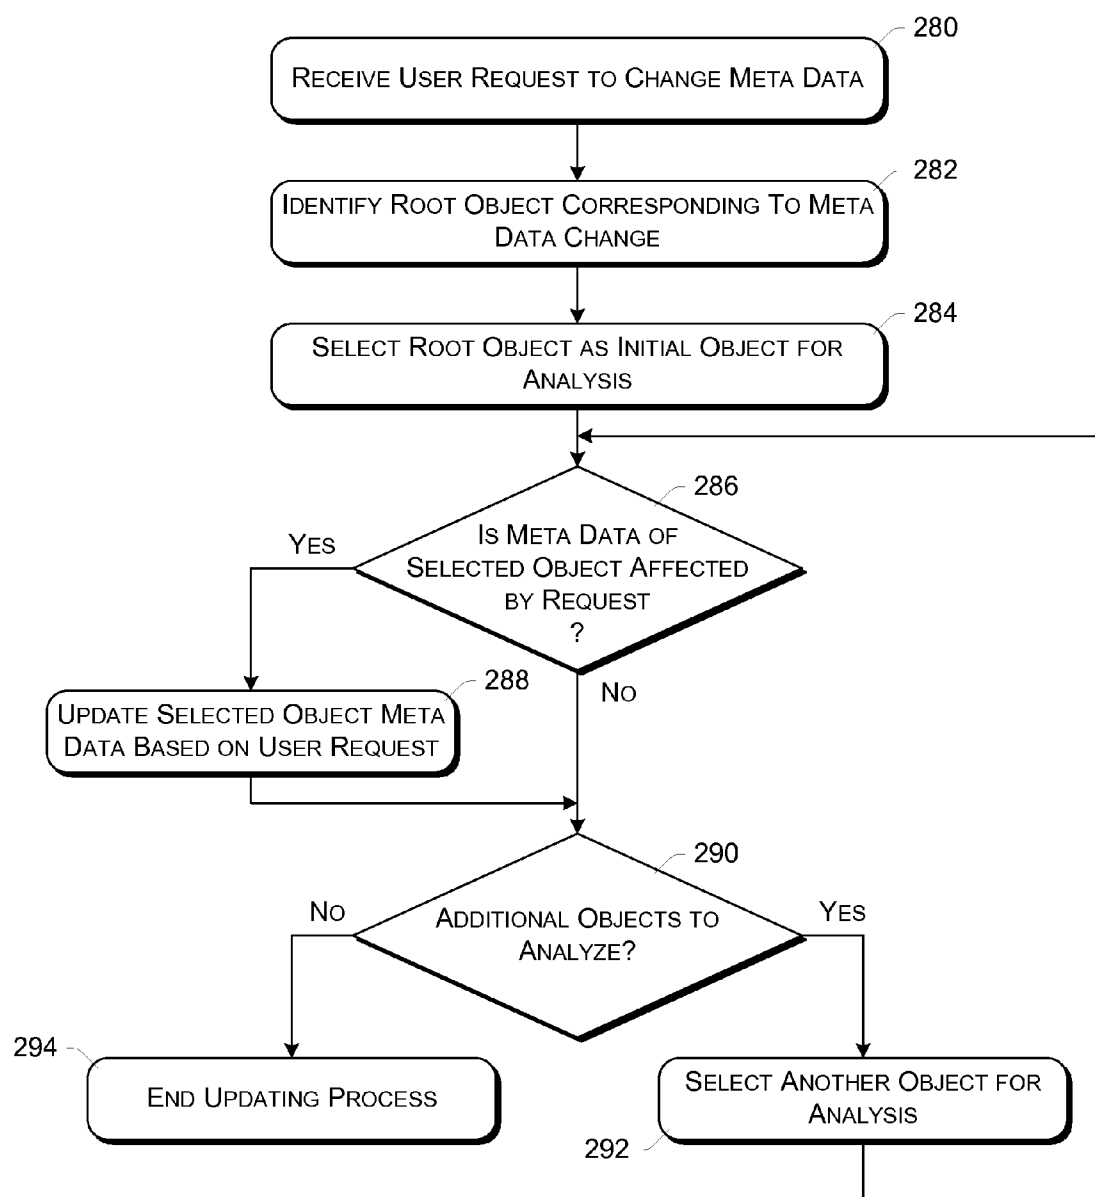 280
RECEIVE USER REQUEST TO CHANGE META DATA
282
IDENTIFY ROOT OBJECT CORRESPONDING TO META
DATA CHANGE
284
SELECT ROOT OBJECT AS INITIAL OBJECT FOR
ANALYSIS
286
YES
IS META DATA OF
SELECTED OBJECT AFFECTED
BY REQUEST
?
288
NO
UPDATE SELECTED OBJECT META
DATA BASED ON USER REQUEST
290
NO
YES
ADDITIONAL OBJECTS TO
ANALYZE?
294
END UPDATING PROCESS
SELECT ANOTHER OBJECT FOR
ANALYSIS
292